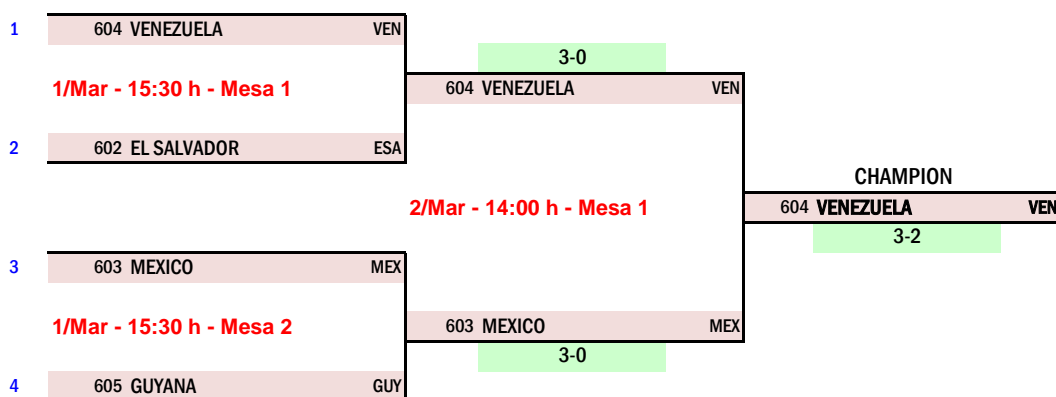 1 604 VENEZUELA VEN
3-0
1/Mar - 15:30 h - Mesa 1
604 VENEZUELA VEN
2 602 EL SALVADOR ESA
CHAMPION
2/Mar - 14:00 h - Mesa 1
604 VENEZUELA VEN
3-2
3 603 MEXICO MEX
1/Mar - 15:30 h - Mesa 2
603 MEXICO MEX
3-0
4 605 GUYANA GUY